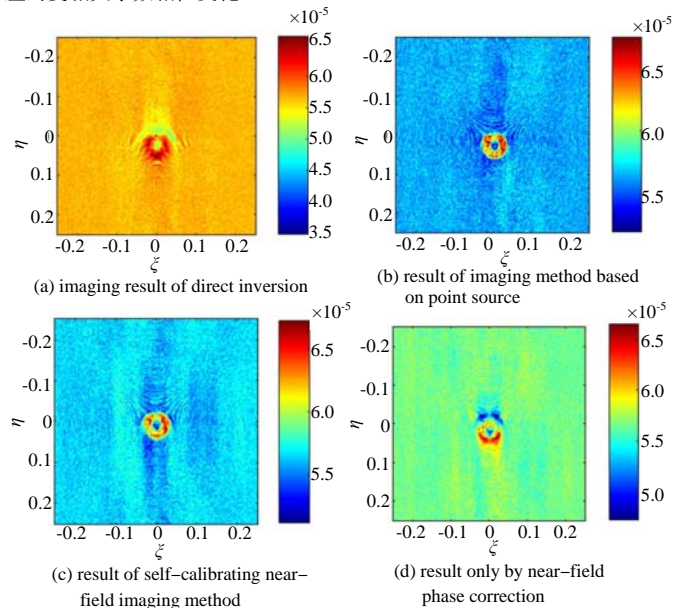 ×10⁻⁵
-0.2
-0.1
0
0.1
0.2
η
-0.2 -0.1 0 0.1 0.2
ξ
6.5
6.0
5.5
5.0
4.5
4.0
3.5
(a) imaging result of direct inversion
×10⁻⁵
-0.2
-0.1
0
0.1
0.2
η
-0.2 -0.1 0 0.1 0.2
ξ
6.5
6.0
5.5
(b) result of imaging method based
on point source
×10⁻⁵
-0.2
-0.1
0
0.1
0.2
η
-0.2 -0.1 0 0.1 0.2
ξ
6.5
6.0
5.5
(c) result of self−calibrating near−
field imaging method
×10⁻⁵
-0.2
-0.1
0
0.1
0.2
η
-0.2 -0.1 0 0.1 0.2
ξ
6.5
6.0
5.5
5.0
(d) result only by near−field
phase correction